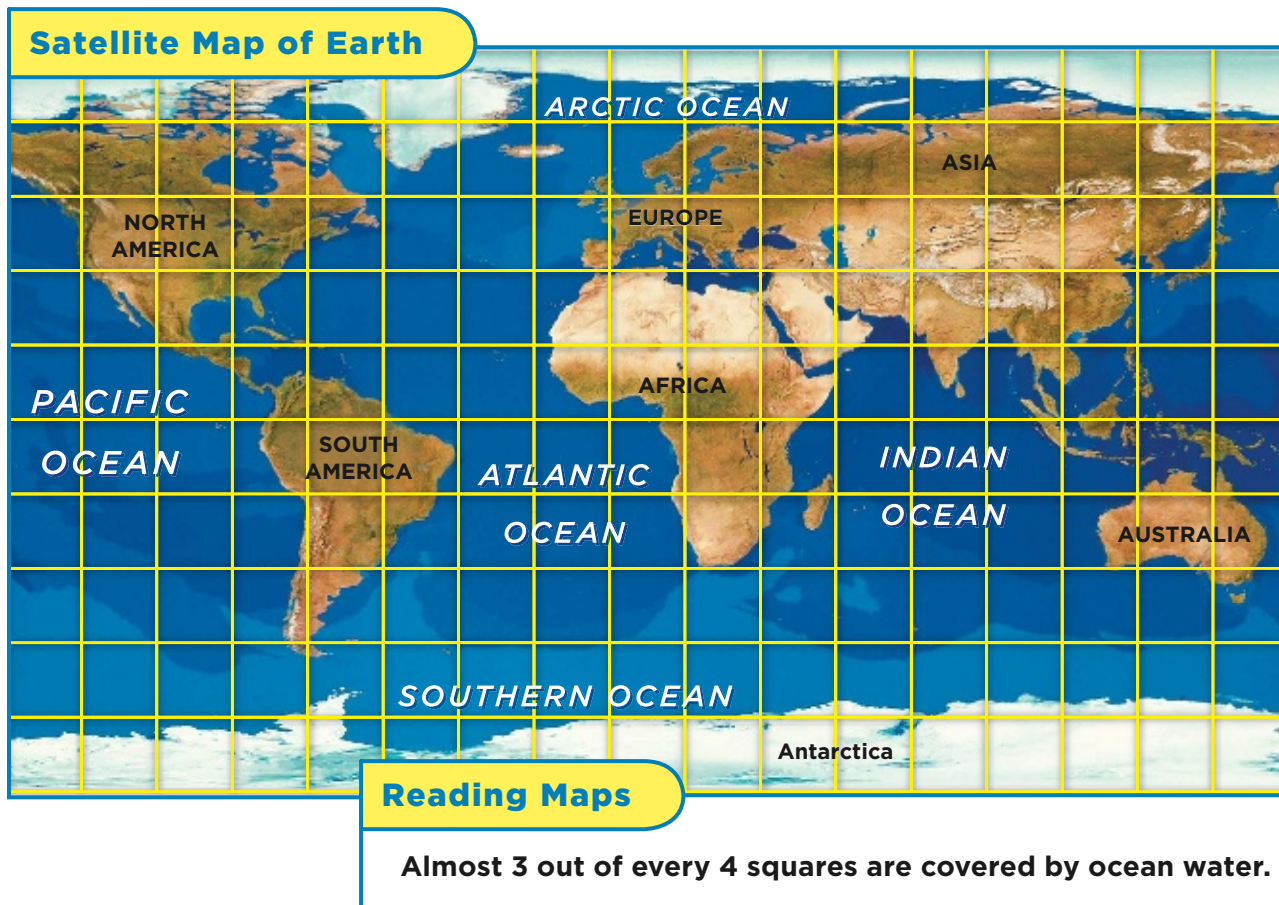 Satellite Map of Earth
ARCTIC OCEAN
ASIA
NORTH
AMERICA
EUROPE
PACIFIC
OCEAN
AFRICA
SOUTH
AMERICA
ATLANTIC
OCEAN
INDIAN
OCEAN
AUSTRALIA
SOUTHERN OCEAN
Antarctica
Reading Maps
Almost 3 out of every 4 squares are covered by ocean water.